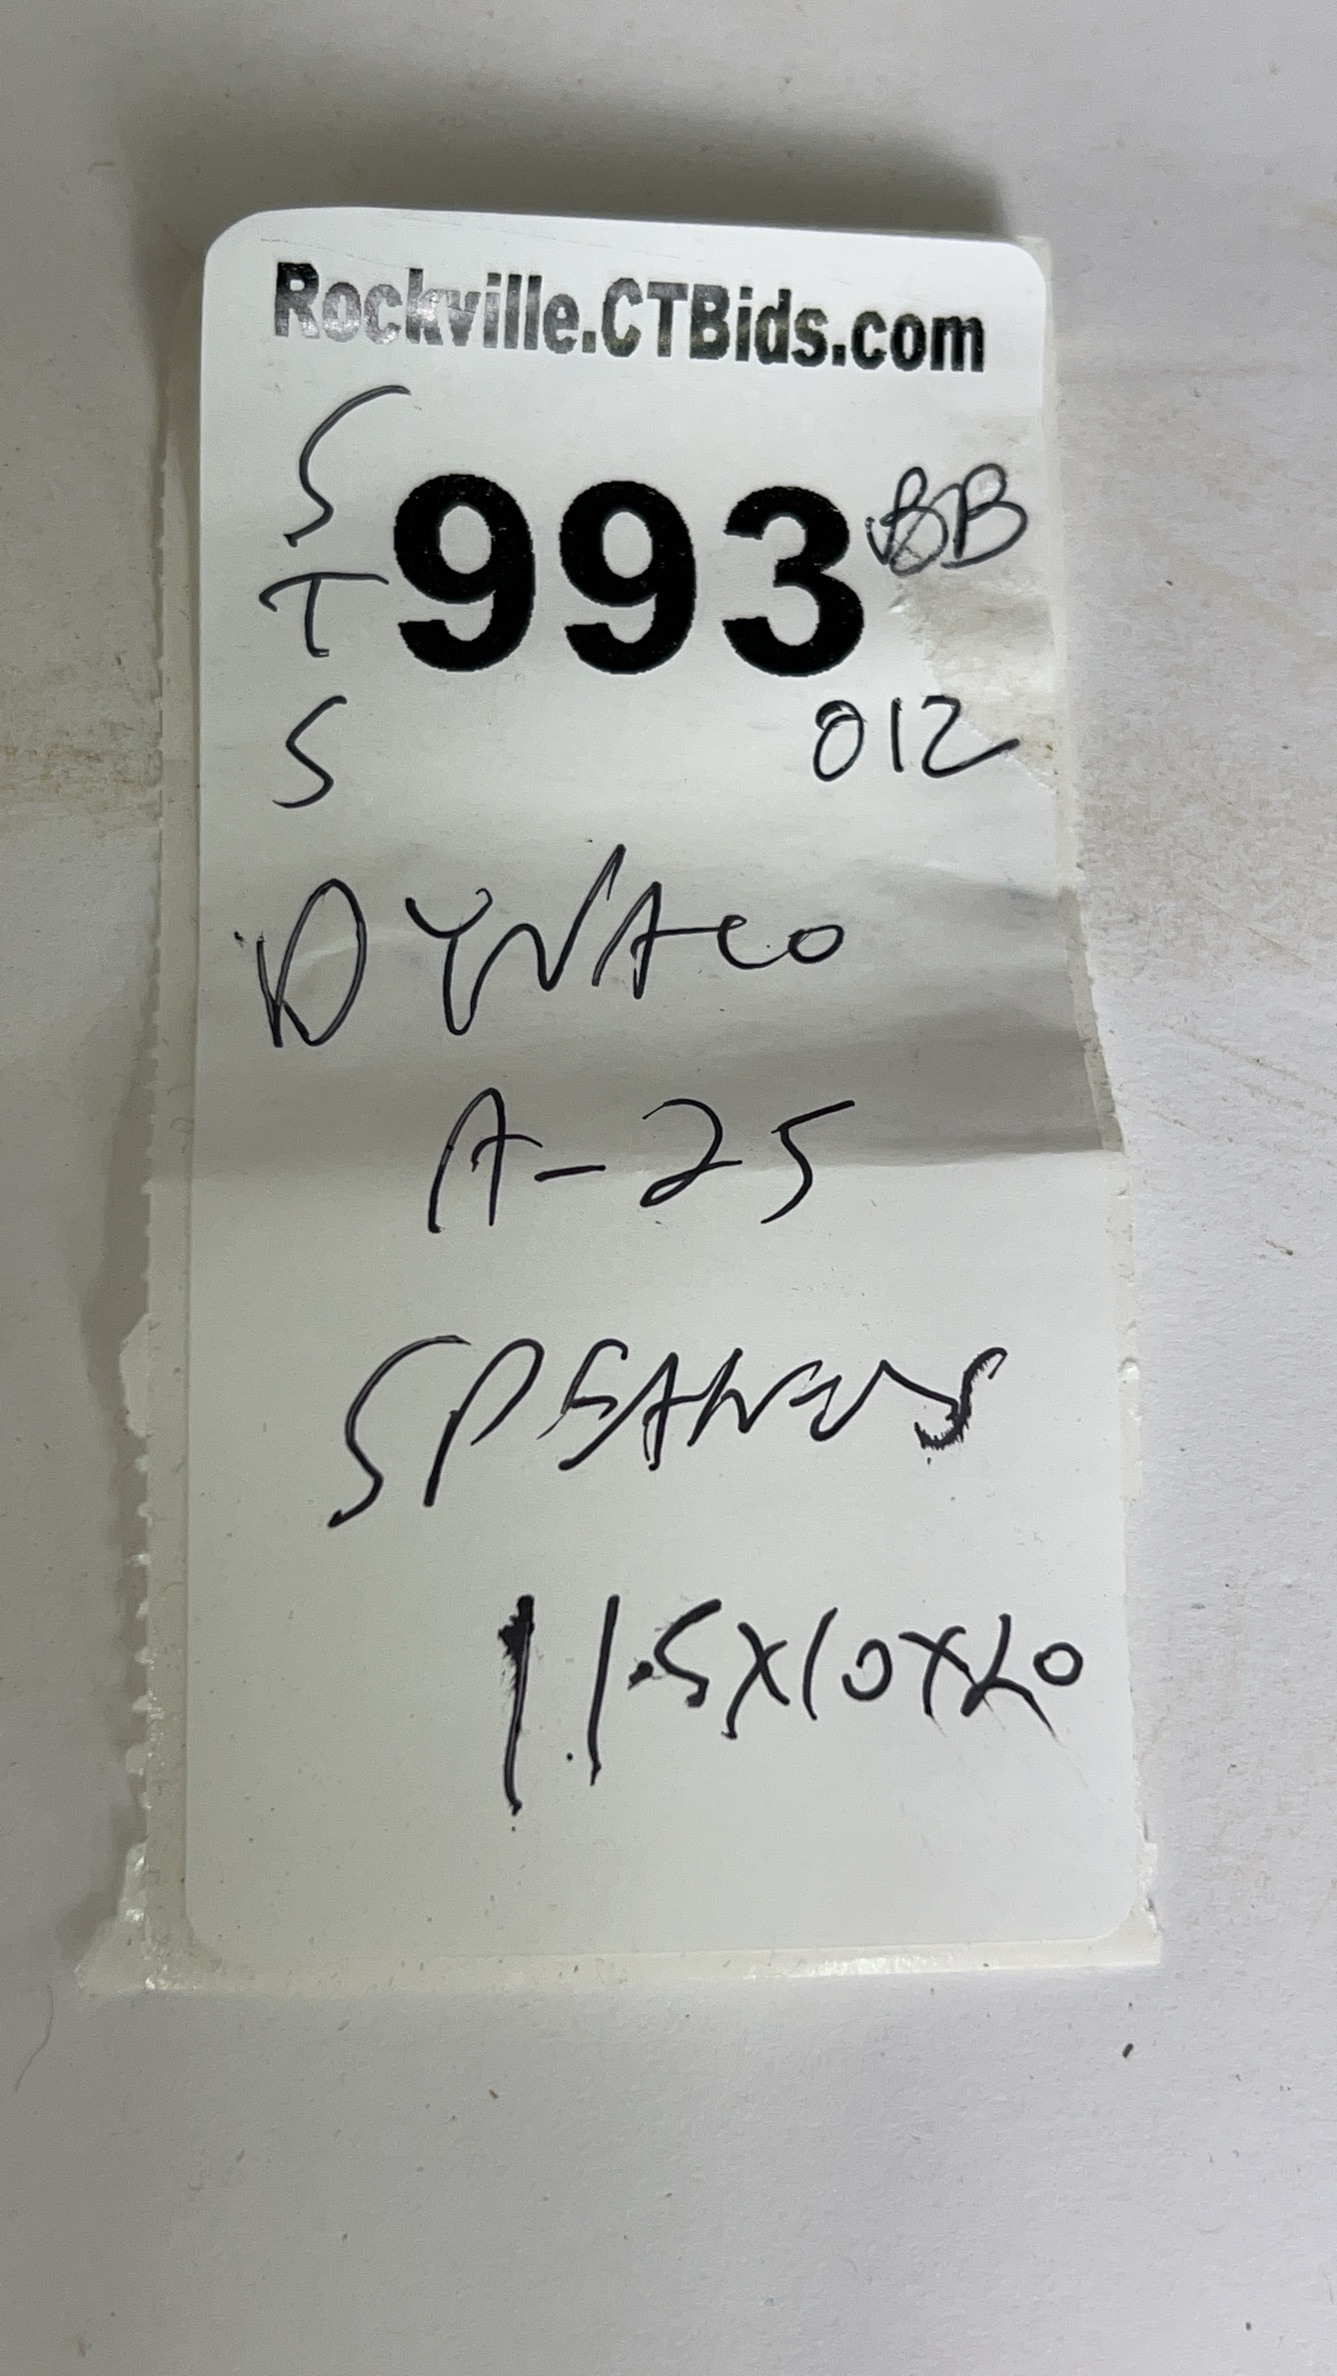 Rockville.CTBids.com
S
993 BB
T
S 012
DYNACO
A-25
SPEAKERS
11.5X10X20